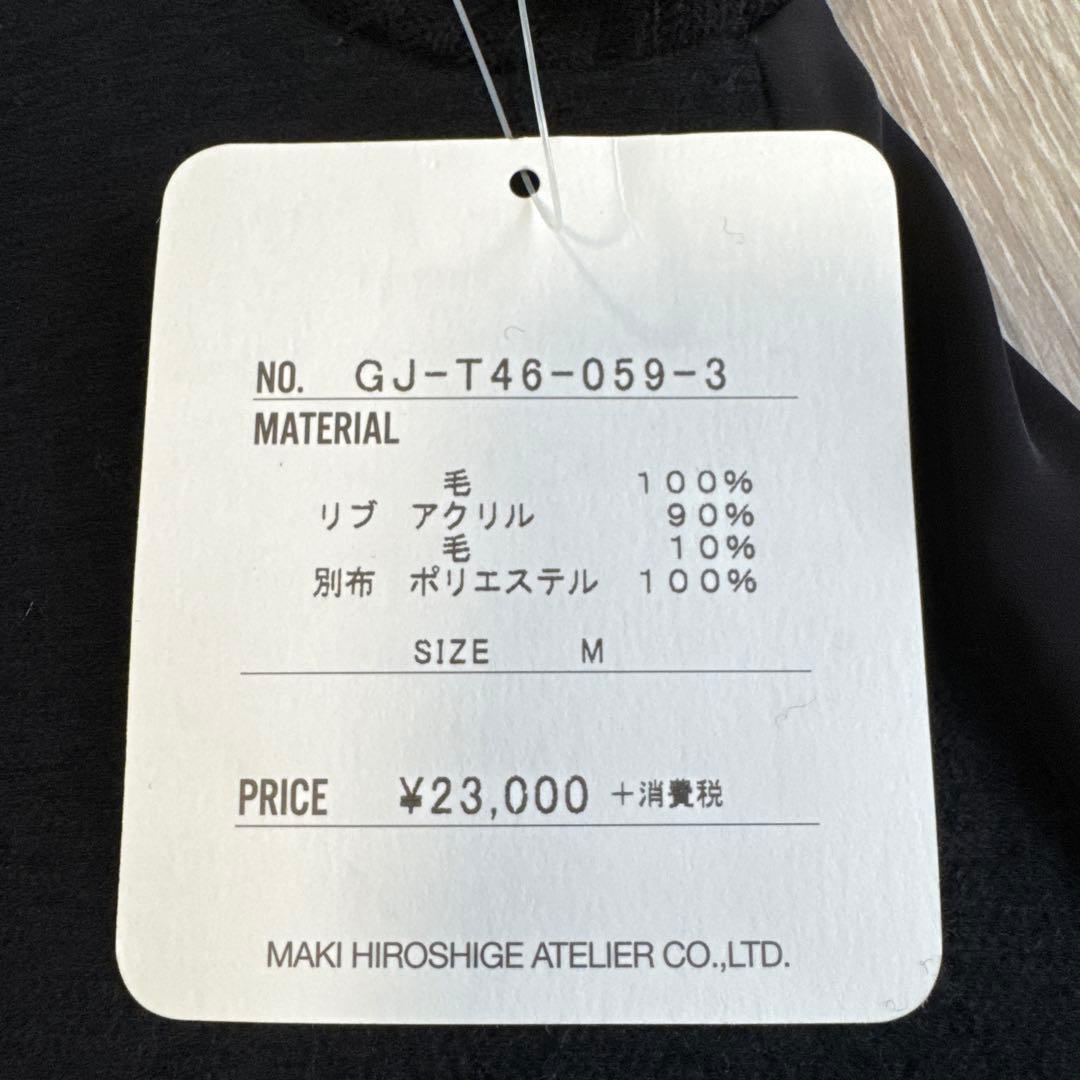 NO. GJ-T46-059-3
MATERIAL
毛 100%
リブ アクリル 90%
毛 10%
別布 ポリエステル 100%
SIZE M
PRICE ¥23,000 +消費税
MAKI HIROSHIGE ATELIER CO.,LTD.